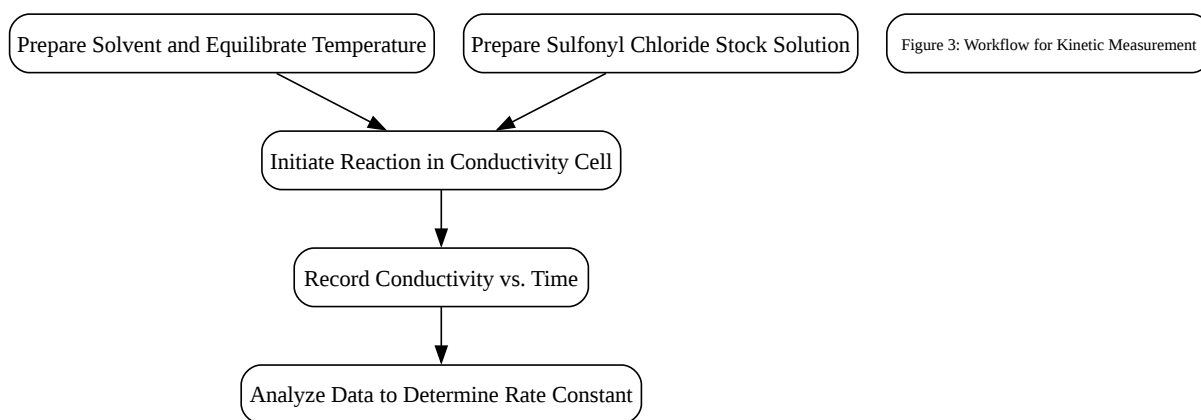 Prepare Solvent and Equilibrate Temperature
Prepare Sulfonyl Chloride Stock Solution
Figure 3: Workflow for Kinetic Measurement
Initiate Reaction in Conductivity Cell
Record Conductivity vs. Time
Analyze Data to Determine Rate Constant